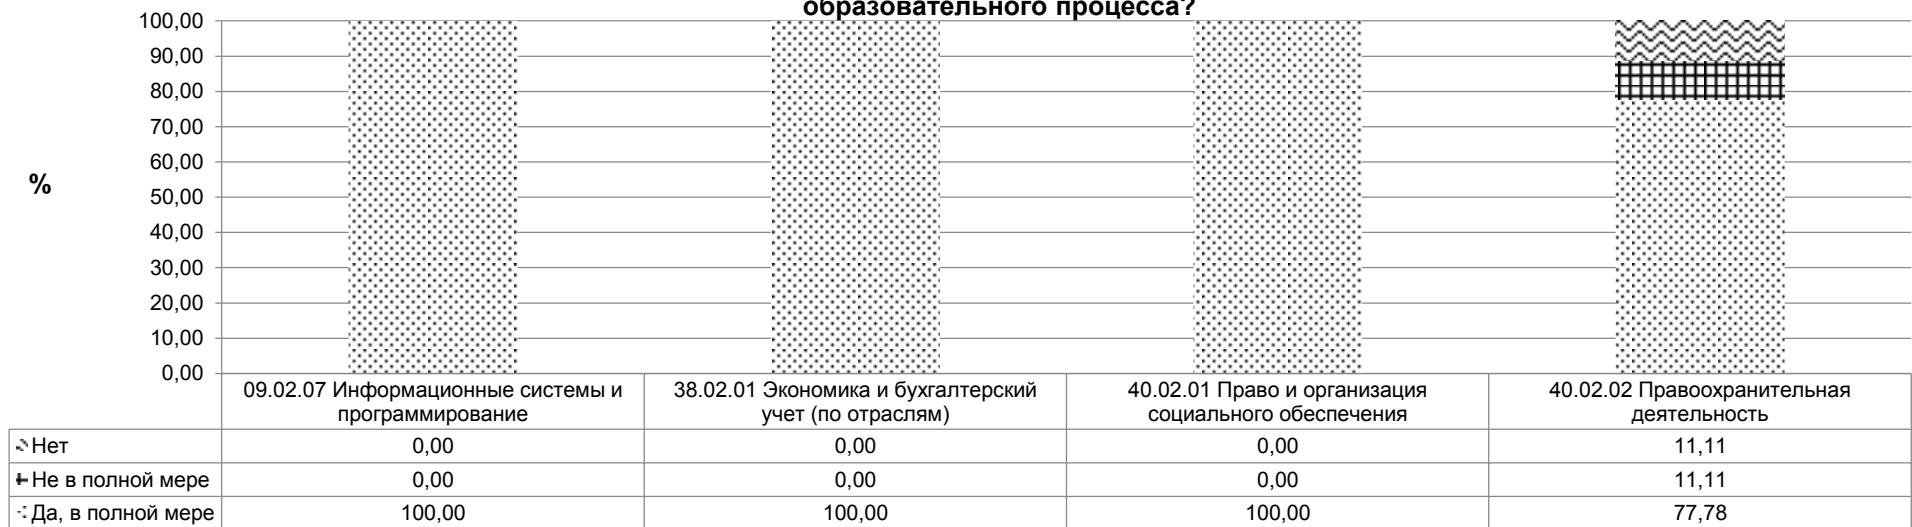 образовательного процесса?
100,00
90,00
80,00
70,00
60,00
50,00
40,00
30,00
20,00
10,00
0,00
%
09.02.07 Информационные системы и
программирование
38.02.01 Экономика и бухгалтерский
учет (по отраслям)
40.02.01 Право и организация
социального обеспечения
40.02.02 Правоохранительная
деятельность
Нет 0,00 0,00 0,00 11,11
Не в полной мере 0,00 0,00 0,00 11,11
Да, в полной мере 100,00 100,00 100,00 77,78